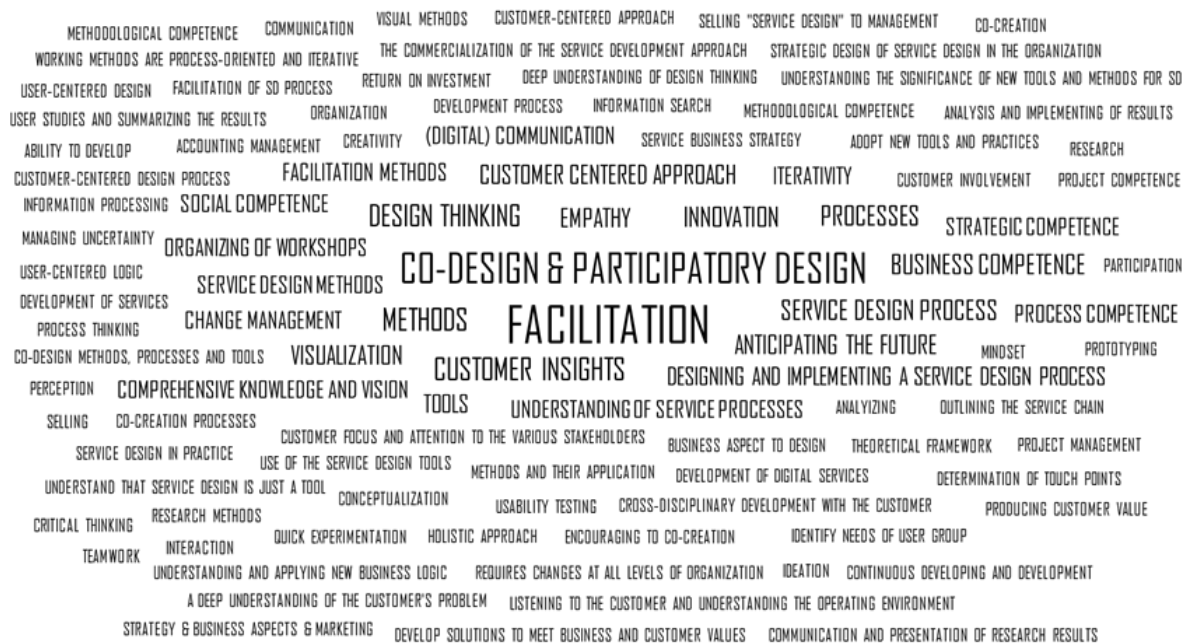 METHODOLOGICAL COMPETENCE COMMUNICATION VISUAL METHODS CUSTOMER-CENTERED APPROACH SELLING "SERVICE DESIGN" TO MANAGEMENT CO-CREATION
WORKING METHODS ARE PROCESS-ORIENTED AND ITERATIVE THE COMMERCIALIZATION OF THE SERVICE DEVELOPMENT APPROACH STRATEGIC DESIGN OF SERVICE DESIGN IN THE ORGANIZATION
USER-CENTERED DESIGN FACILITATION OF SD PROCESS RETURN ON INVESTMENT DEEP UNDERSTANDING OF DESIGN THINKING UNDERSTANDING THE SIGNIFICANCE OF NEW TOOLS AND METHODS FOR SD
USER STUDIES AND SUMMARIZING THE RESULTS ORGANIZATION DEVELOPMENT PROCESS INFORMATION SEARCH METHODOLOGICAL COMPETENCE ANALYSIS AND IMPLEMENTING OF RESULTS
ABILITY TO DEVELOP ACCOUNTING MANAGEMENT CREATIVITY (DIGITAL) COMMUNICATION SERVICE BUSINESS STRATEGY ADOPT NEW TOOLS AND PRACTICES RESEARCH
CUSTOMER-CENTERED DESIGN PROCESS FACILITATION METHODS CUSTOMER CENTERED APPROACH ITERATIVITY CUSTOMER INVOLVEMENT PROJECT COMPETENCE
INFORMATION PROCESSING SOCIAL COMPETENCE DESIGN THINKING EMPATHY INNOVATION PROCESSES STRATEGIC COMPETENCE
MANAGING UNCERTAINTY ORGANIZING OF WORKSHOPS CO-DESIGN & PARTICIPATORY DESIGN BUSINESS COMPETENCE PARTICIPATION
USER-CENTERED LOGIC SERVICE DESIGN METHODS
DEVELOPMENT OF SERVICES CHANGE MANAGEMENT METHODS FACILITATION SERVICE DESIGN PROCESS PROCESS COMPETENCE
PROCESS THINKING ANTICIPATING THE FUTURE MINDSET PROTOTYPING
CO-DESIGN METHODS, PROCESSES AND TOOLS VISUALIZATION CUSTOMER INSIGHTS DESIGNING AND IMPLEMENTING A SERVICE DESIGN PROCESS
PERCEPTION COMPREHENSIVE KNOWLEDGE AND VISION TOOLS UNDERSTANDING OF SERVICE PROCESSES ANALYZING OUTLINING THE SERVICE CHAIN
SELLING CO-CREATION PROCESSES
CUSTOMER FOCUS AND ATTENTION TO THE VARIOUS STAKEHOLDERS BUSINESS ASPECT TO DESIGN THEORETICAL FRAMEWORK PROJECT MANAGEMENT
SERVICE DESIGN IN PRACTICE USE OF THE SERVICE DESIGN TOOLS METHODS AND THEIR APPLICATION DEVELOPMENT OF DIGITAL SERVICES DETERMINATION OF TOUCH POINTS
UNDERSTAND THAT SERVICE DESIGN IS JUST A TOOL CONCEPTUALIZATION USABILITY TESTING CROSS-DISCIPLINARY DEVELOPMENT WITH THE CUSTOMER PRODUCING CUSTOMER VALUE
CRITICAL THINKING RESEARCH METHODS QUICK EXPERIMENTATION HOLISTIC APPROACH ENCOURAGING TO CO-CREATION IDENTIFY NEEDS OF USER GROUP
TEAMWORK INTERACTION
UNDERSTANDING AND APPLYING NEW BUSINESS LOGIC REQUIRES CHANGES AT ALL LEVELS OF ORGANIZATION IDEATION CONTINUOUS DEVELOPING AND DEVELOPMENT
A DEEP UNDERSTANDING OF THE CUSTOMER'S PROBLEM LISTENING TO THE CUSTOMER AND UNDERSTANDING THE OPERATING ENVIRONMENT
STRATEGY & BUSINESS ASPECTS & MARKETING DEVELOP SOLUTIONS TO MEET BUSINESS AND CUSTOMER VALUES COMMUNICATION AND PRESENTATION OF RESEARCH RESULTS